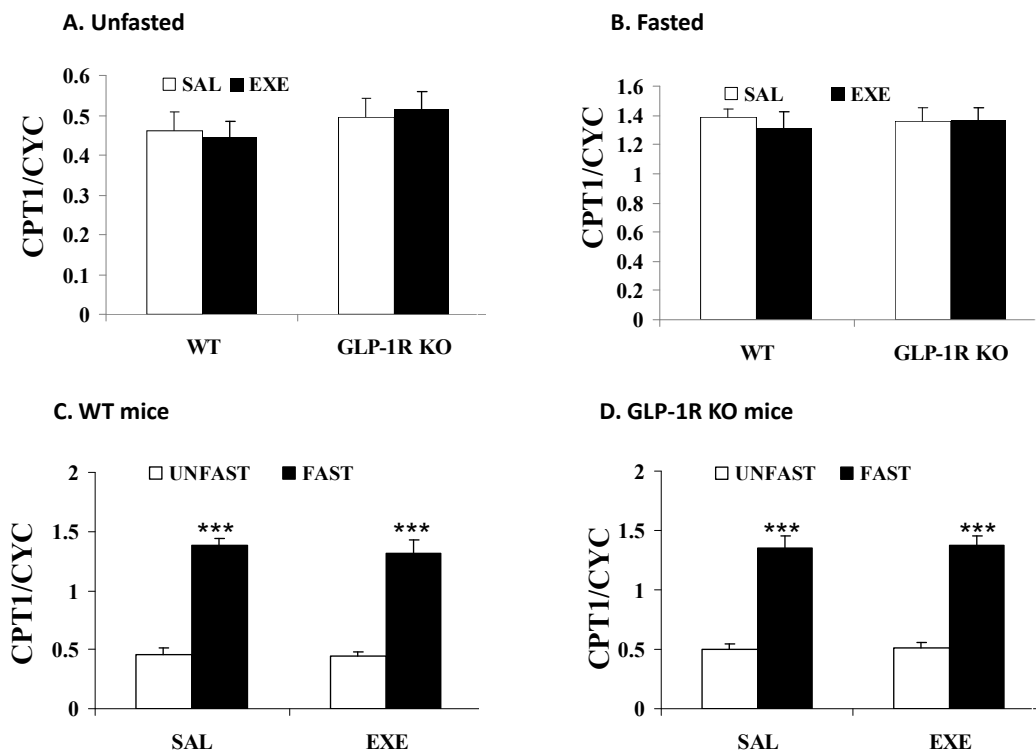 A. Unfasted
SAL EXE
0.6
0.5
0.4
0.3
0.2
0.1
0
CPT1/CYC
WT GLP-1R KO
B. Fasted
SAL EXE
1.6
1.4
1.2
1
0.8
0.6
0.4
0.2
0
CPT1/CYC
WT GLP-1R KO
C. WT mice
UNFAST FAST
2
1.5
1
0.5
0
CPT1/CYC
*** ***
SAL EXE
D. GLP-1R KO mice
UNFAST FAST
2
1.5
1
0.5
0
CPT1/CYC
*** ***
SAL EXE